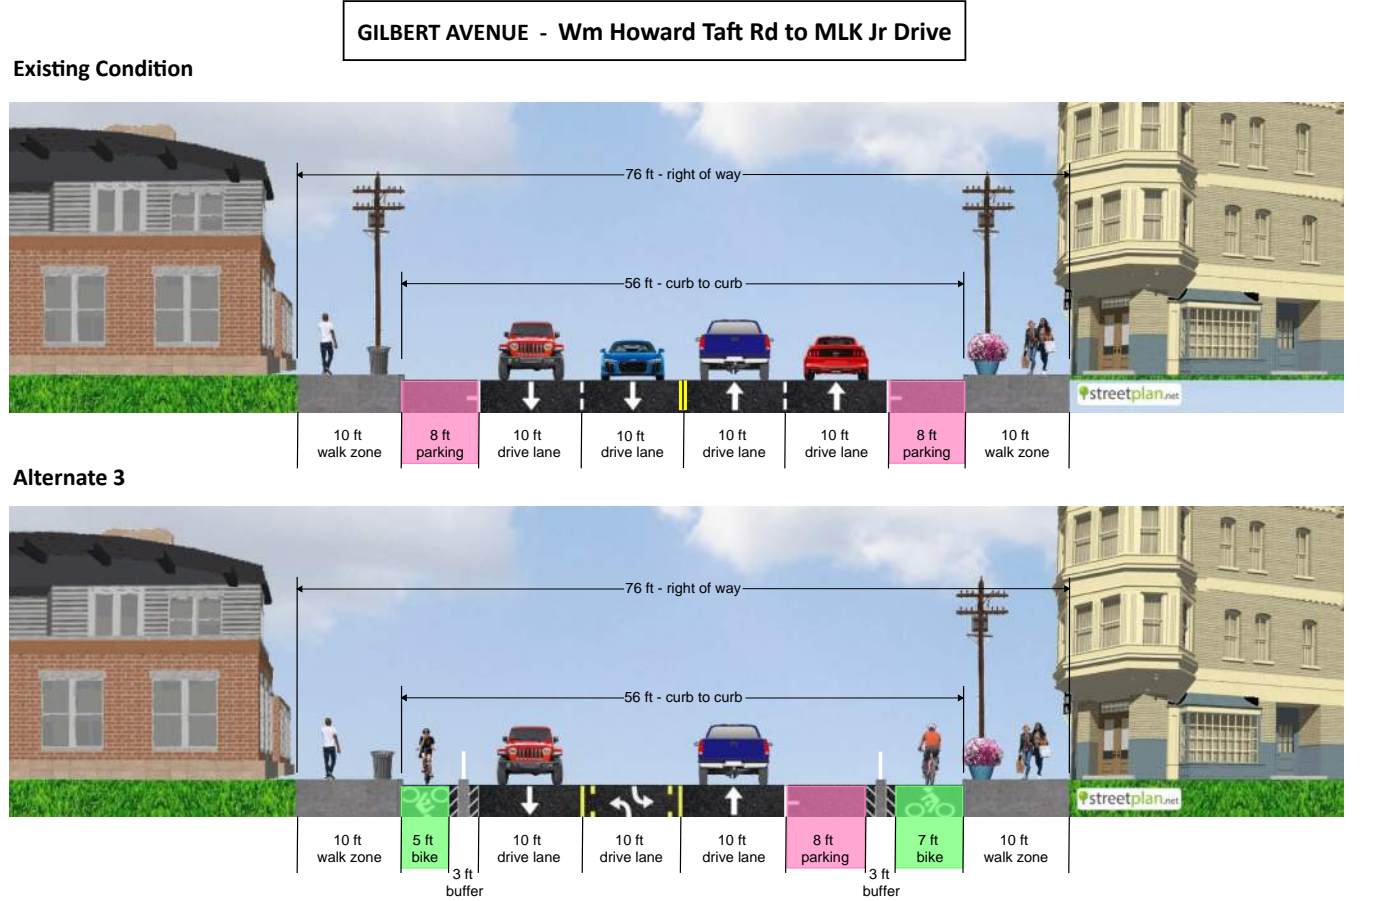 GILBERT AVENUE - Wm Howard Taft Rd to MLK Jr Drive
Existing Condition
76 ft - right of way
56 ft - curb to curb
streetplan.net
10 ft
walk zone
8 ft
parking
10 ft
drive lane
10 ft
drive lane
10 ft
drive lane
10 ft
drive lane
8 ft
parking
10 ft
walk zone
Alternate 3
76 ft - right of way
56 ft - curb to curb
streetplan.net
10 ft
walk zone
5 ft
bike
3 ft
buffer
10 ft
drive lane
10 ft
drive lane
10 ft
drive lane
8 ft
parking
3 ft
buffer
7 ft
bike
10 ft
walk zone